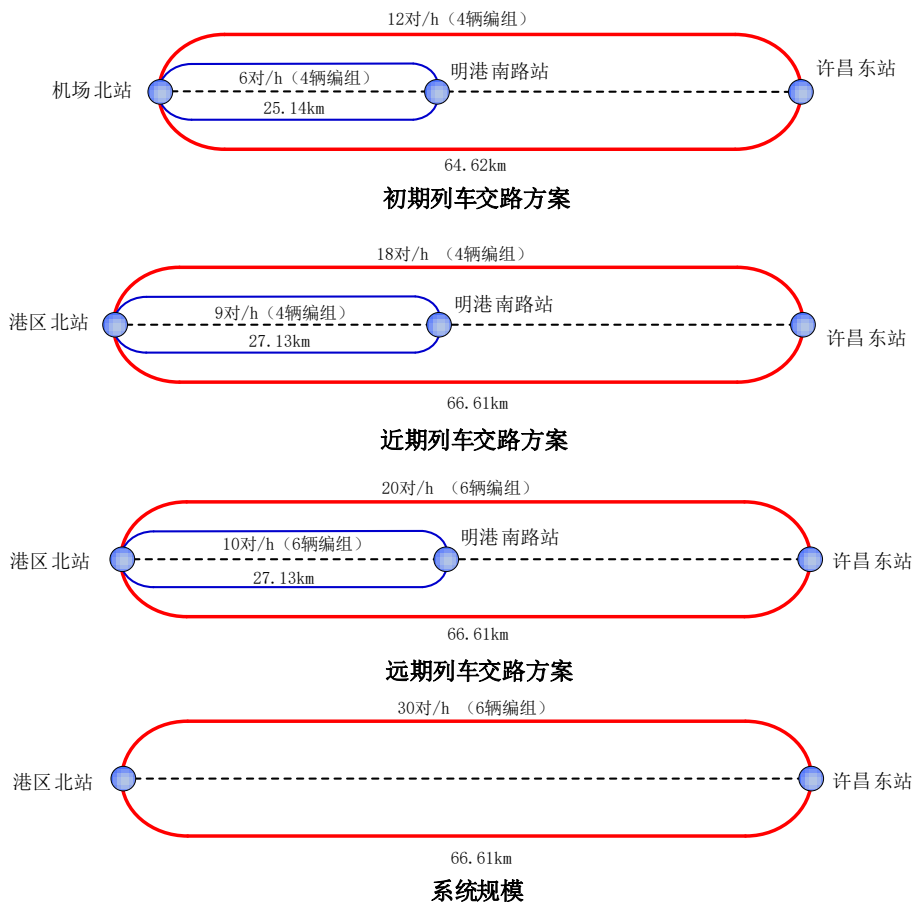 12对/h（4辆编组）
6对/h（4辆编组）
明港南路站
许昌东站
机场北站
25.14km
64.62km
初期列车交路方案
18对/h （4辆编组）
9对/h（4辆编组）
明港南路站
港区北站
许昌东站
27.13km
66.61km
近期列车交路方案
20对/h （6辆编组）
10对/h（6辆编组）
明港南路站
港区北站
许昌东站
27.13km
66.61km
远期列车交路方案
30对/h （6辆编组）
港区北站
许昌东站
66.61km
系统规模